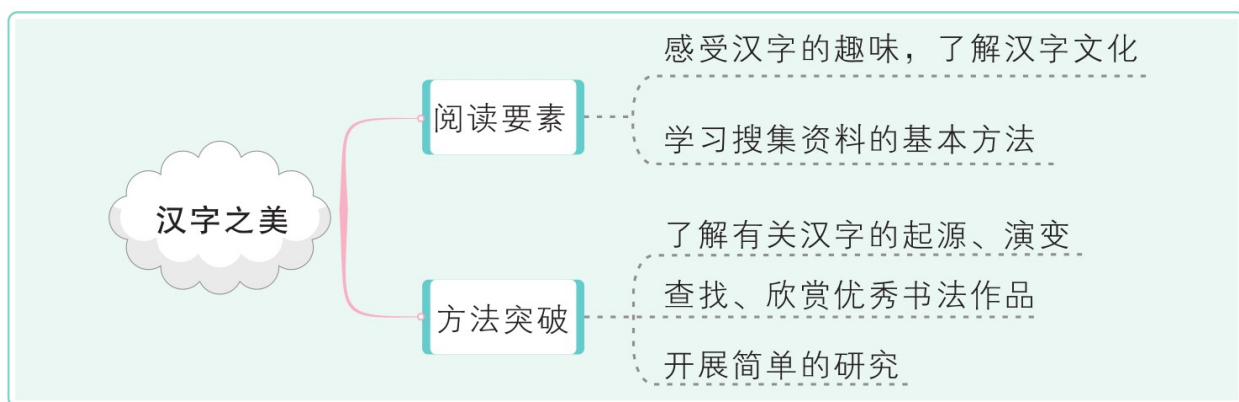 汉字之美
阅读要素
感受汉字的趣味，了解汉字文化
学习搜集资料的基本方法
方法突破
了解有关汉字的起源、演变
查找、欣赏优秀书法作品
开展简单的研究